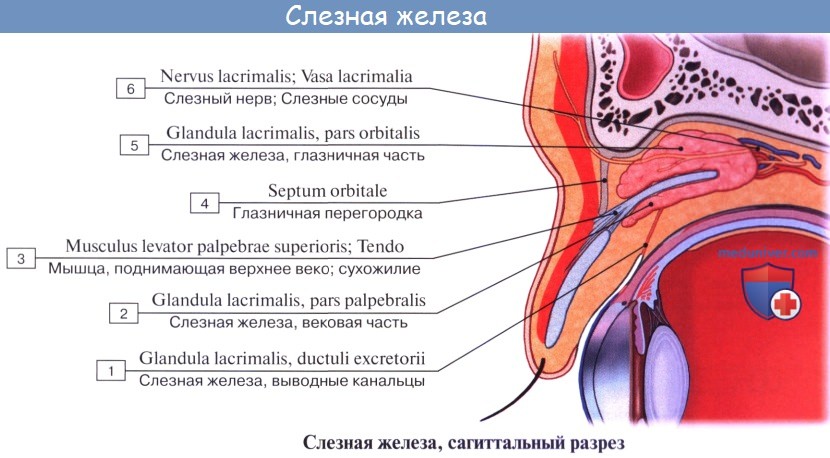 Слезная железа
6
Nervus lacrimalis; Vasa lacrimalia
Слезный нерв; Слезные сосуды
5
Glandula lacrimalis, pars orbitalis
Слезная железа, глазничная часть
4
Septum orbitale
Глазничная перегородка
3
Musculus levator palpebrae superioris; Tendo
Мышца, поднимающая верхнее веко; сухожилие
2
Glandula lacrimalis, pars palpebralis
Слезная железа, вековая часть
1
Glandula lacrimalis, ductuli excretorii
Слезная железа, выводные канальцы
Слезная железа, сагиттальный разрез